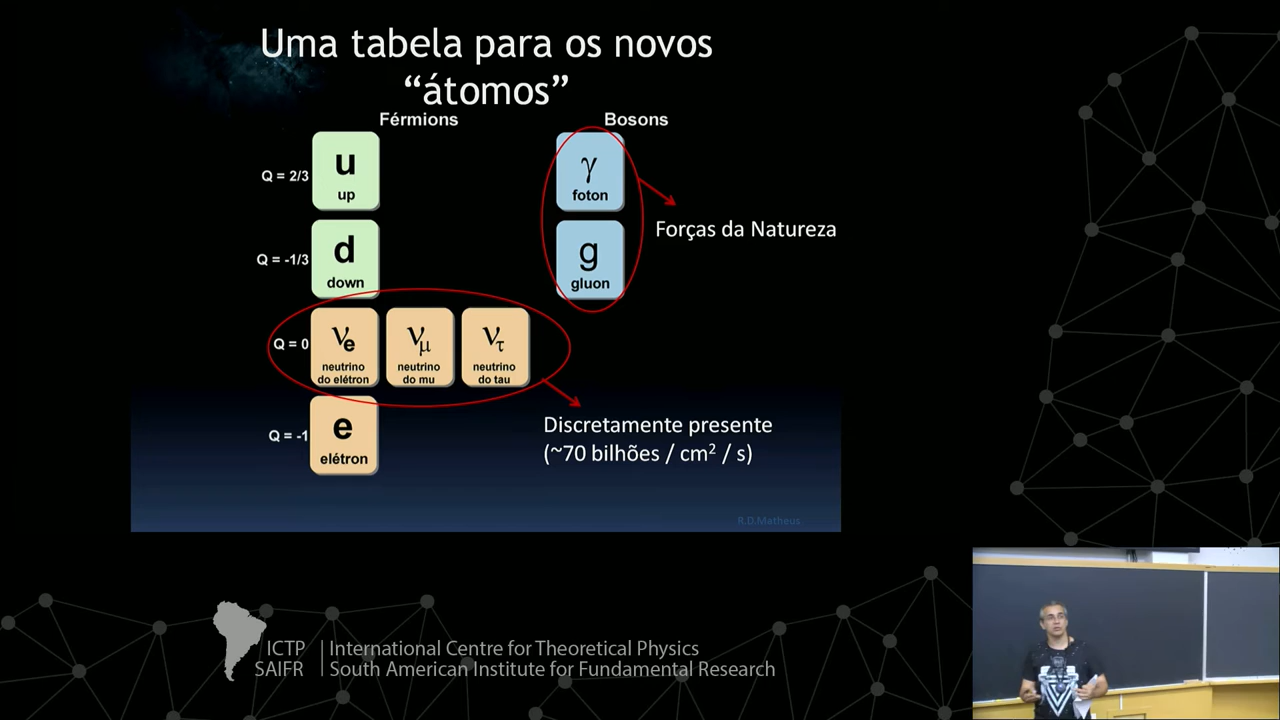 Uma tabela para os novos
“átomos”
Férmions
Bosons
Q = 2/3
u
up
γ
foton
Forças da Natureza
Q = -1/3
d
down
g
gluon
Q = 0
νe
neutrino
do elétron
νμ
neutrino
do mu
ντ
neutrino
do tau
Q = -1
e
elétron
Discretamente presente
(~70 bilhões / cm² / s)
R.D.Matheus
ICTP
SAIFR
International Centre for Theoretical Physics
South American Institute for Fundamental Research